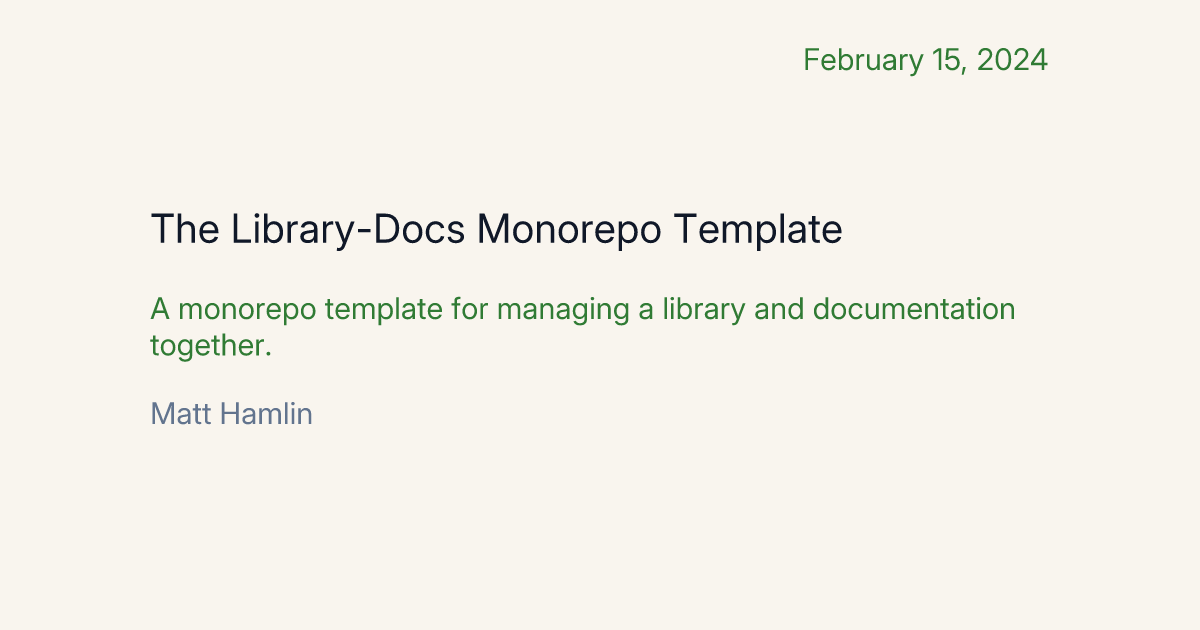 February 15, 2024
The Library-Docs Monorepo Template
A monorepo template for managing a library and documentation
together.
Matt Hamlin